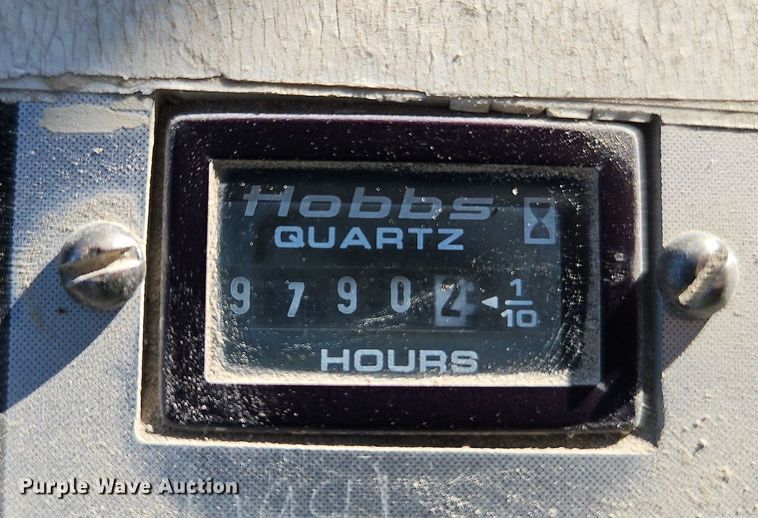 Hobbs
QUARTZ
9 7 9 0 2 ◄ 1/10
HOURS
Purple Wave Auction